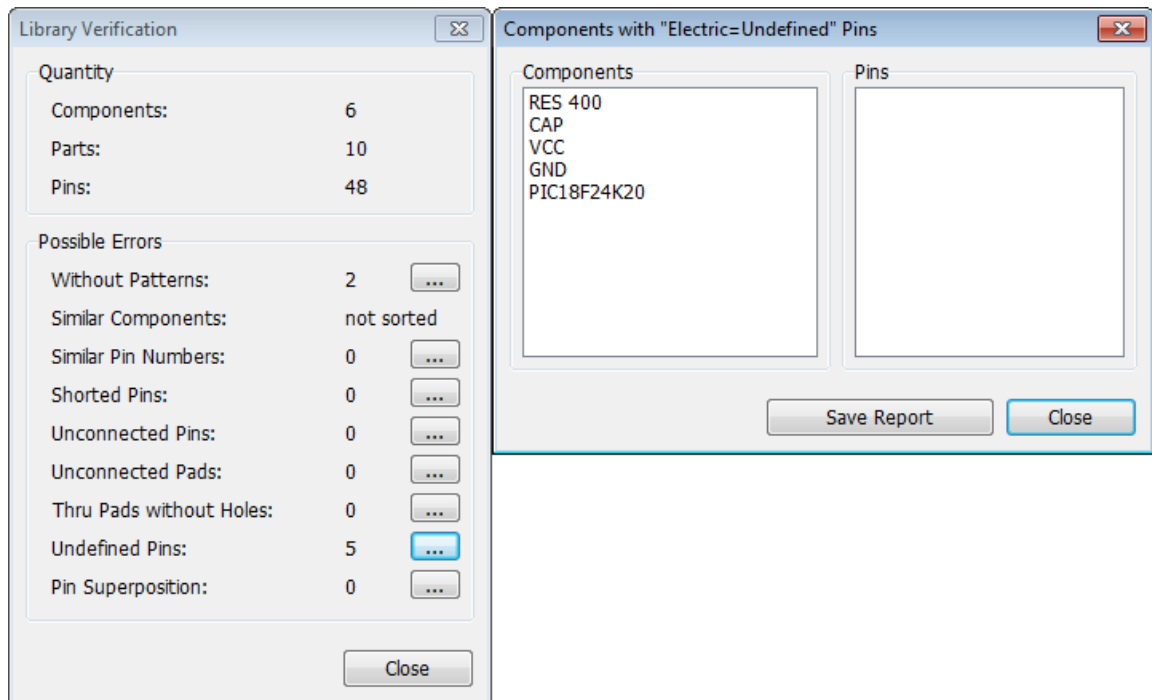 Library Verification
Quantity
Components: 6
Parts: 10
Pins: 48
Possible Errors
Without Patterns: 2 ...
Similar Components: not sorted
Similar Pin Numbers: 0 ...
Shorted Pins: 0 ...
Unconnected Pins: 0 ...
Unconnected Pads: 0 ...
Thru Pads without Holes: 0 ...
Undefined Pins: 5 ...
Pin Superposition: 0 ...
Close
Components with "Electric=Undefined" Pins
Components
RES 400
CAP
VCC
GND
PIC18F24K20
Pins
Save Report
Close